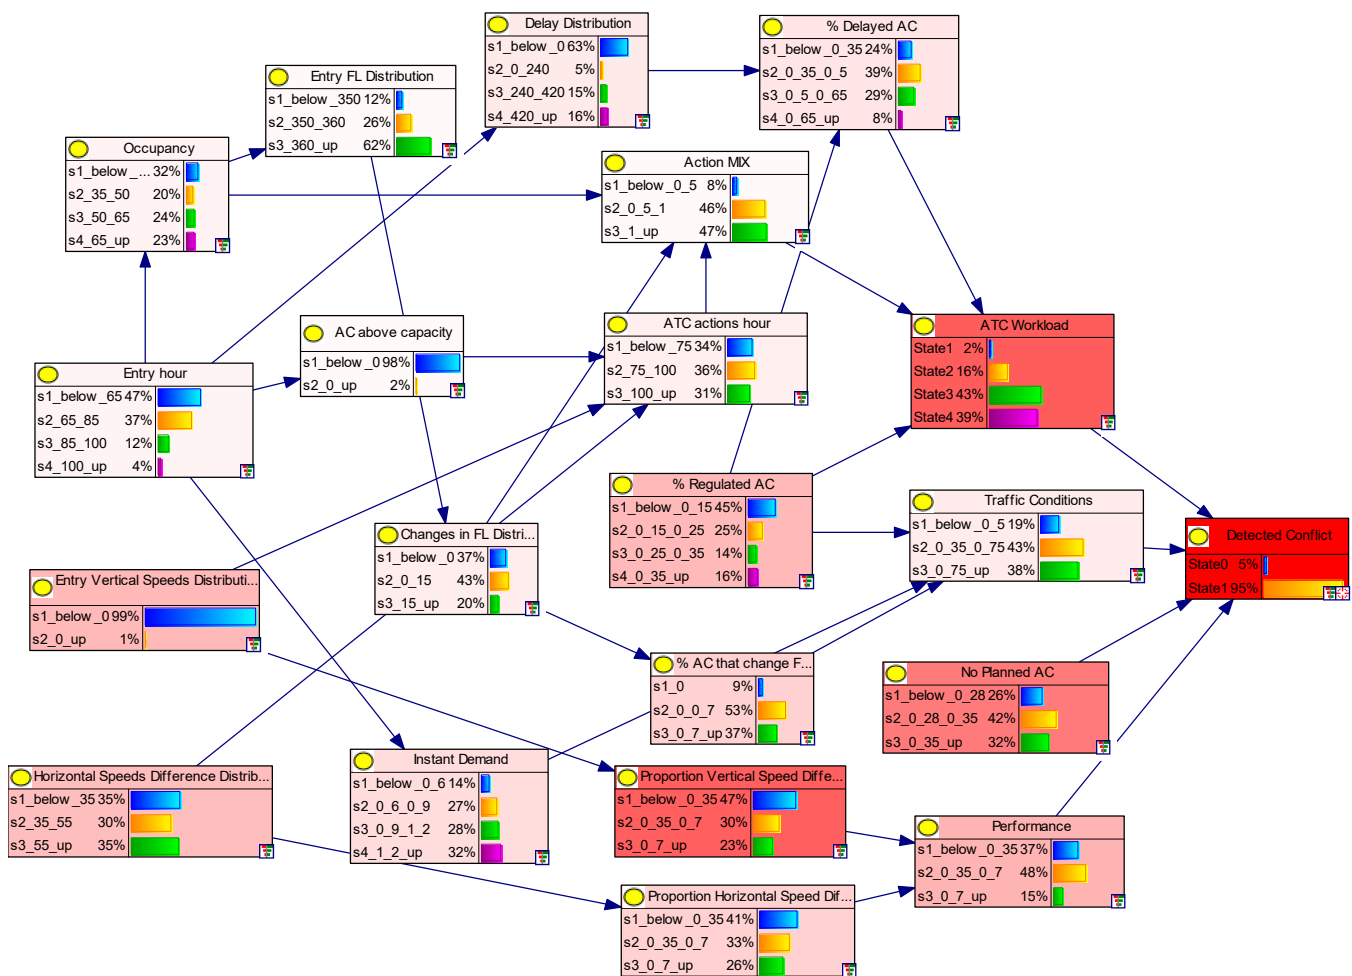 Delay Distribution
s1_below_0 63%
s2_0_240 5%
s3_240_420 15%
s4_420_up 16%
% Delayed AC
s1_below_0_35 24%
s2_0_35_0_5 39%
s3_0_5_0_65 29%
s4_0_65_up 8%
Entry FL Distribution
s1_below_350 12%
s2_350_360 26%
s3_360_up 62%
Occupancy
s1_below_... 32%
s2_35_50 20%
s3_50_65 24%
s4_65_up 23%
Action MIX
s1_below_0_5 8%
s2_0_5_1 46%
s3_1_up 47%
AC above capacity
s1_below_0 98%
s2_0_up 2%
ATC actions hour
s1_below_75 34%
s2_75_100 36%
s3_100_up 31%
ATC Workload
State1 2%
State2 16%
State3 43%
State4 39%
Entry hour
s1_below_65 47%
s2_65_85 37%
s3_85_100 12%
s4_100_up 4%
% Regulated AC
s1_below_0_15 45%
s2_0_15_0_25 25%
s3_0_25_0_35 14%
s4_0_35_up 16%
Traffic Conditions
s1_below_0_5 19%
s2_0_35_0_75 43%
s3_0_75_up 38%
Changes in FL Distri...
s1_below_0 37%
s2_0_15 43%
s3_15_up 20%
Detected Conflict
State0 5%
State1 95%
Entry Vertical Speeds Distributi...
s1_below_0 99%
s2_0_up 1%
% AC that change F...
s1_0 9%
s2_0_0_7 53%
s3_0_7_up 37%
No Planned AC
s1_below_0_28 26%
s2_0_28_0_35 42%
s3_0_35_up 32%
Instant Demand
s1_below_0_6 14%
s2_0_6_0_9 27%
s3_0_9_1_2 28%
s4_1_2_up 32%
Horizontal Speeds Difference Distrib...
s1_below_35 35%
s2_35_55 30%
s3_55_up 35%
Proportion Vertical Speed Diffe...
s1_below_0_35 47%
s2_0_35_0_7 30%
s3_0_7_up 23%
Performance
s1_below_0_35 37%
s2_0_35_0_7 48%
s3_0_7_up 15%
Proportion Horizontal Speed Dif...
s1_below_0_35 41%
s2_0_35_0_7 33%
s3_0_7_up 26%